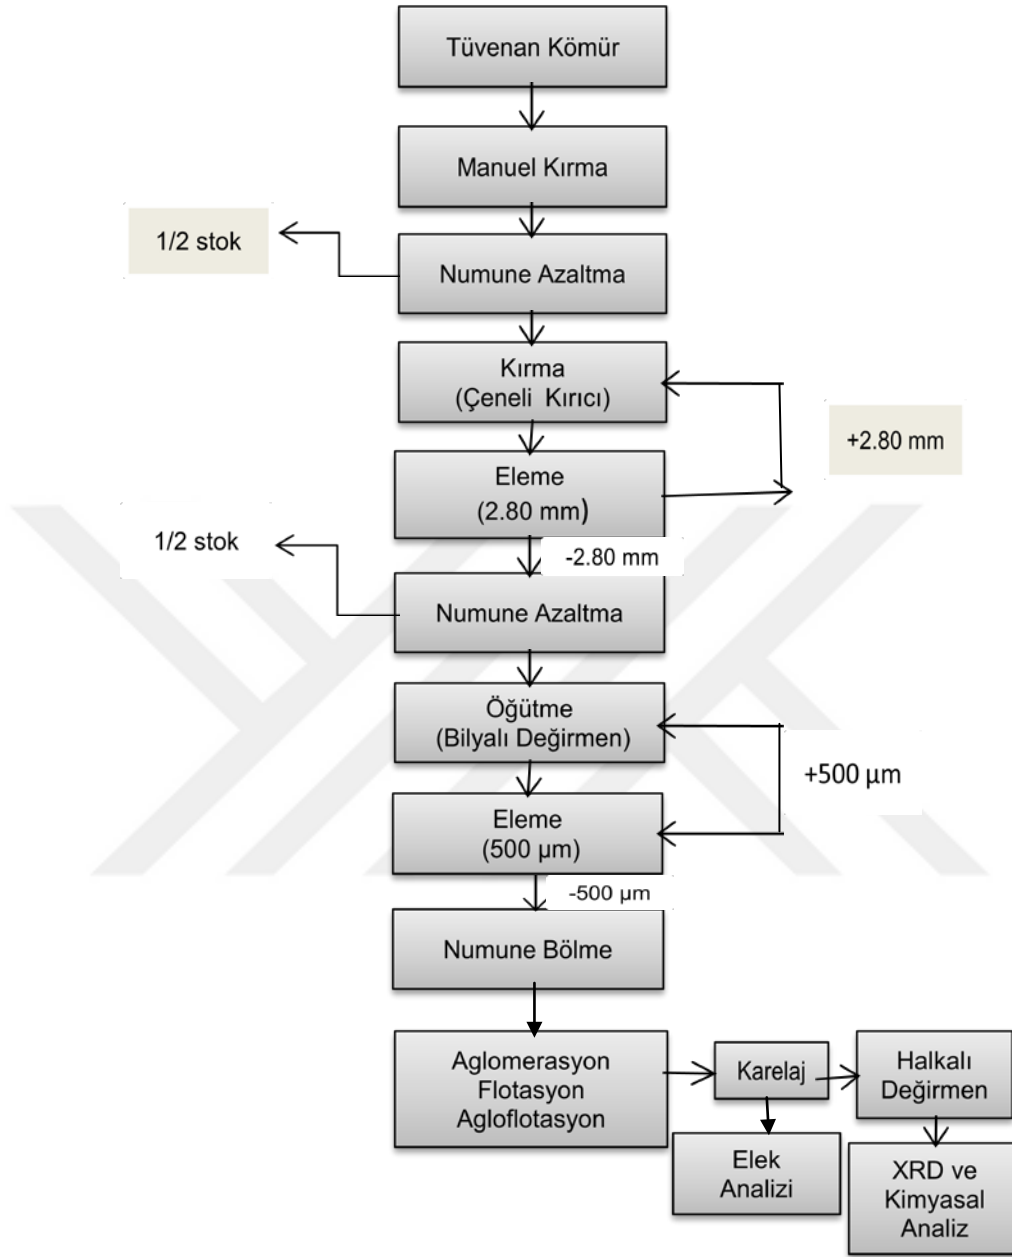 Tüvenan Kömür
Manuel Kırma
1/2 stok
Numune Azaltma
Kırma
(Çeneli Kırıcı)
+2.80 mm
Eleme
(2.80 mm)
1/2 stok
-2.80 mm
Numune Azaltma
Öğütme
(Bilyalı Değirmen)
+500 µm
Eleme
(500 µm)
-500 µm
Numune Bölme
Aglomerasyon
Flotasyon
Agloflotasyon
Karelaj
Halkalı
Değirmen
Elek
Analizi
XRD ve
Kimyasal
Analiz